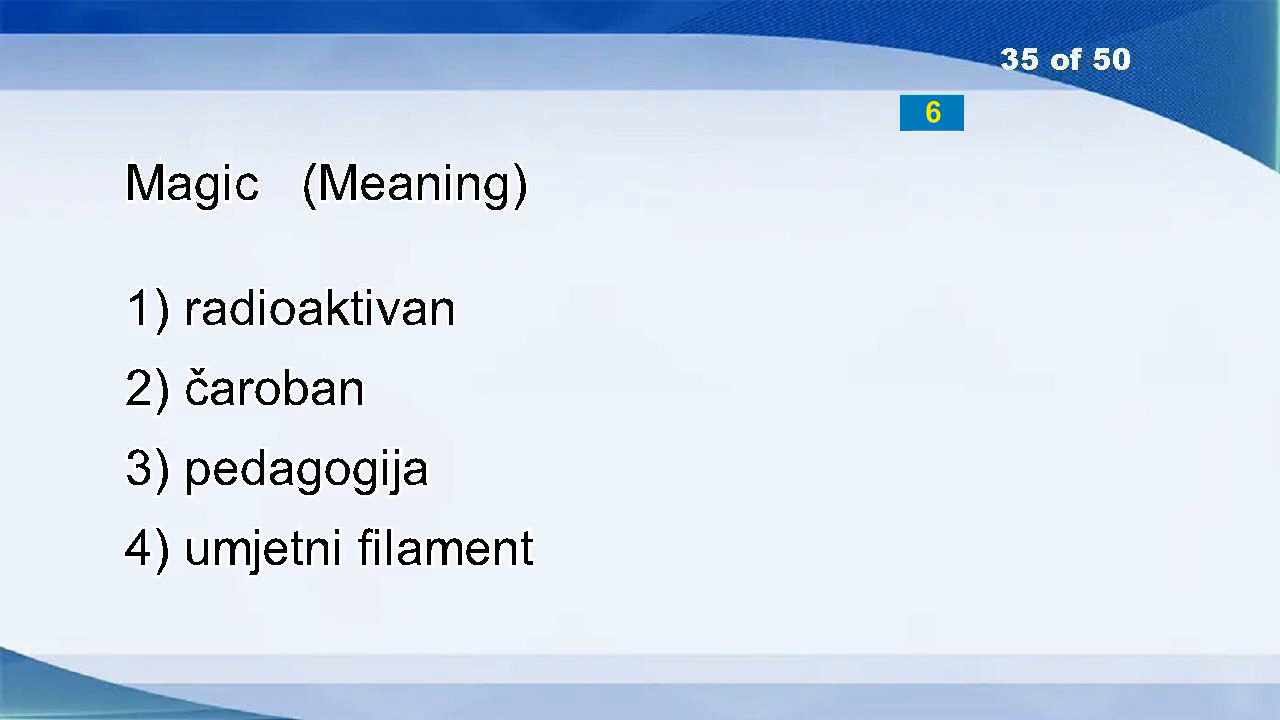 35 of 50
6
Magic (Meaning)
1) radioaktivan
2) čaroban
3) pedagogija
4) umjetni filament